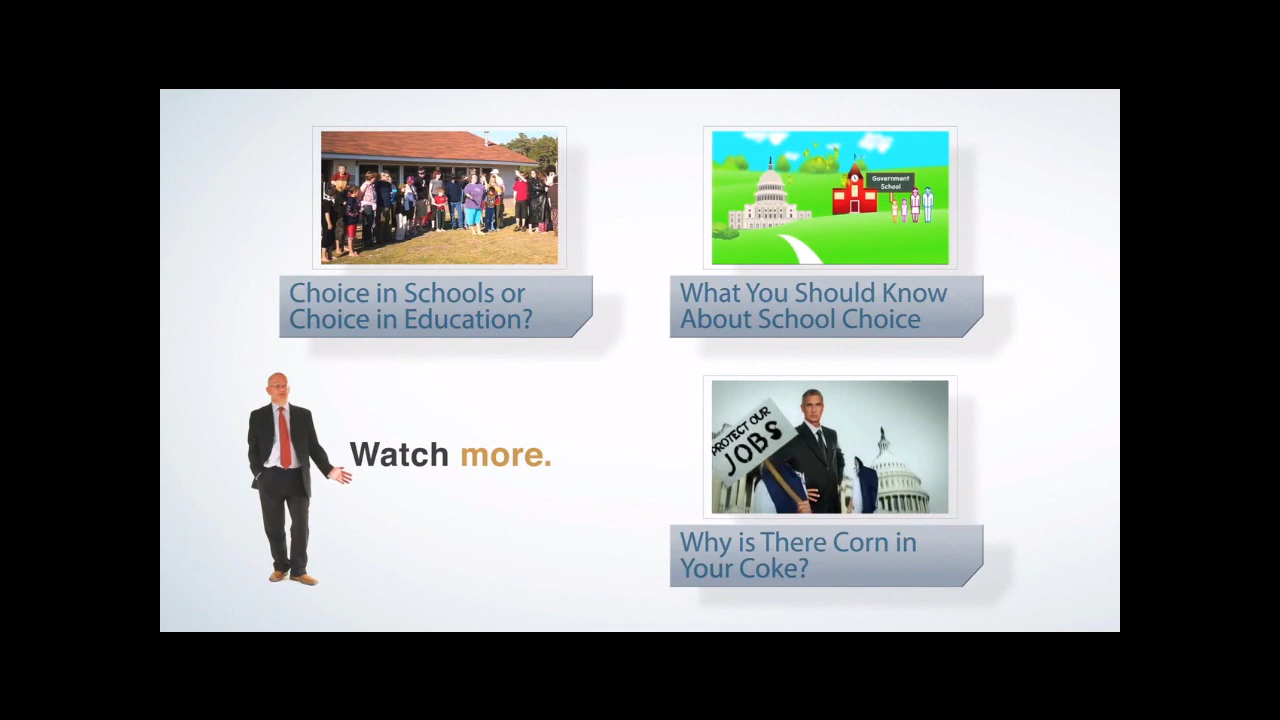 Government
School
Choice in Schools or
Choice in Education?
What You Should Know
About School Choice
Watch more.
PROTECT OUR
JOBS
Why is There Corn in
Your Coke?